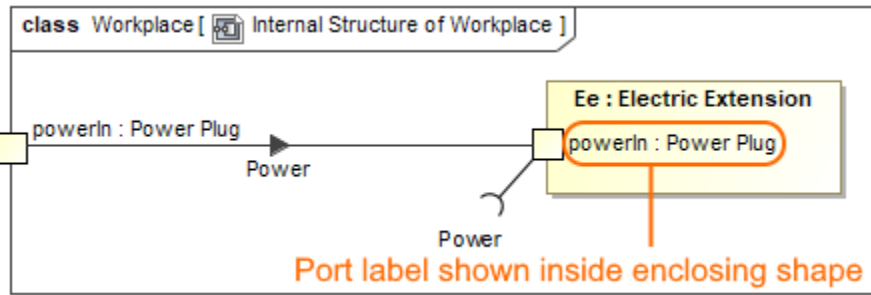 class Workplace [ Internal Structure of Workplace ]
Ee : Electric Extension
powerIn : Power Plug
powerIn : Power Plug
Power
Power
Port label shown inside enclosing shape